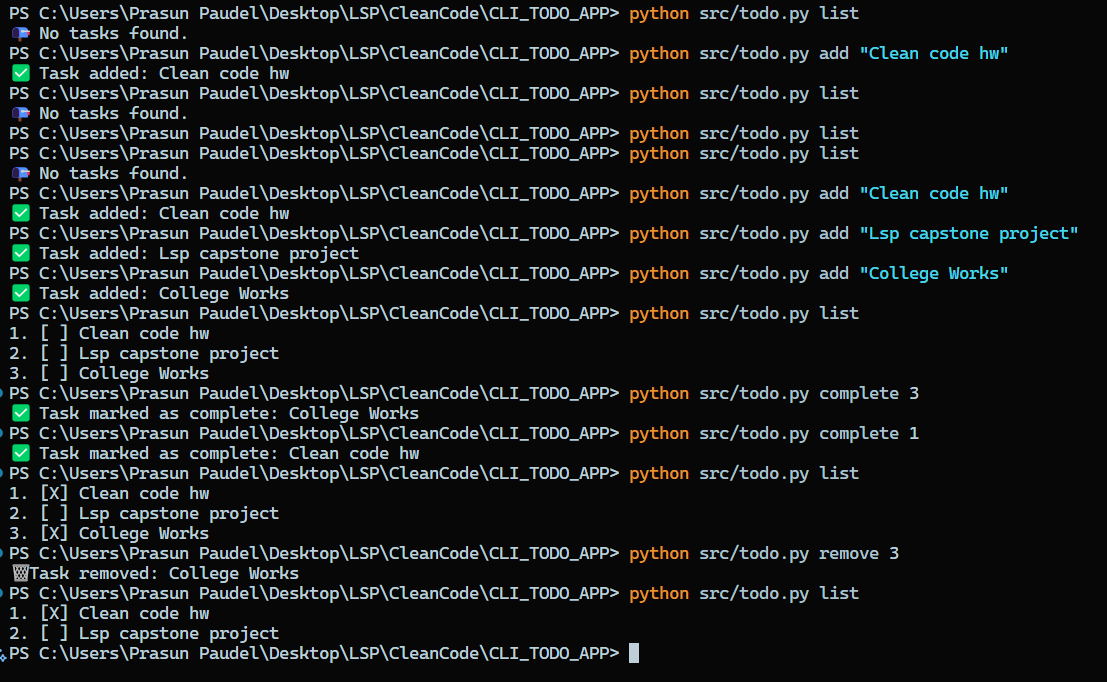 PS C:\Users\Prasun Paudel\Desktop\LSP\CleanCode\CLI_TODO_APP> python src/todo.py list
📭 No tasks found.
PS C:\Users\Prasun Paudel\Desktop\LSP\CleanCode\CLI_TODO_APP> python src/todo.py add "Clean code hw"
✅ Task added: Clean code hw
PS C:\Users\Prasun Paudel\Desktop\LSP\CleanCode\CLI_TODO_APP> python src/todo.py list
📭 No tasks found.
PS C:\Users\Prasun Paudel\Desktop\LSP\CleanCode\CLI_TODO_APP> python src/todo.py list
PS C:\Users\Prasun Paudel\Desktop\LSP\CleanCode\CLI_TODO_APP> python src/todo.py list
📭 No tasks found.
PS C:\Users\Prasun Paudel\Desktop\LSP\CleanCode\CLI_TODO_APP> python src/todo.py add "Clean code hw"
✅ Task added: Clean code hw
PS C:\Users\Prasun Paudel\Desktop\LSP\CleanCode\CLI_TODO_APP> python src/todo.py add "Lsp capstone project"
✅ Task added: Lsp capstone project
PS C:\Users\Prasun Paudel\Desktop\LSP\CleanCode\CLI_TODO_APP> python src/todo.py add "College Works"
✅ Task added: College Works
PS C:\Users\Prasun Paudel\Desktop\LSP\CleanCode\CLI_TODO_APP> python src/todo.py list
1. [ ] Clean code hw
2. [ ] Lsp capstone project
3. [ ] College Works
PS C:\Users\Prasun Paudel\Desktop\LSP\CleanCode\CLI_TODO_APP> python src/todo.py complete 3
✅ Task marked as complete: College Works
PS C:\Users\Prasun Paudel\Desktop\LSP\CleanCode\CLI_TODO_APP> python src/todo.py complete 1
✅ Task marked as complete: Clean code hw
PS C:\Users\Prasun Paudel\Desktop\LSP\CleanCode\CLI_TODO_APP> python src/todo.py list
1. [X] Clean code hw
2. [ ] Lsp capstone project
3. [X] College Works
PS C:\Users\Prasun Paudel\Desktop\LSP\CleanCode\CLI_TODO_APP> python src/todo.py remove 3
🗑Task removed: College Works
PS C:\Users\Prasun Paudel\Desktop\LSP\CleanCode\CLI_TODO_APP> python src/todo.py list
1. [X] Clean code hw
2. [ ] Lsp capstone project
PS C:\Users\Prasun Paudel\Desktop\LSP\CleanCode\CLI_TODO_APP>